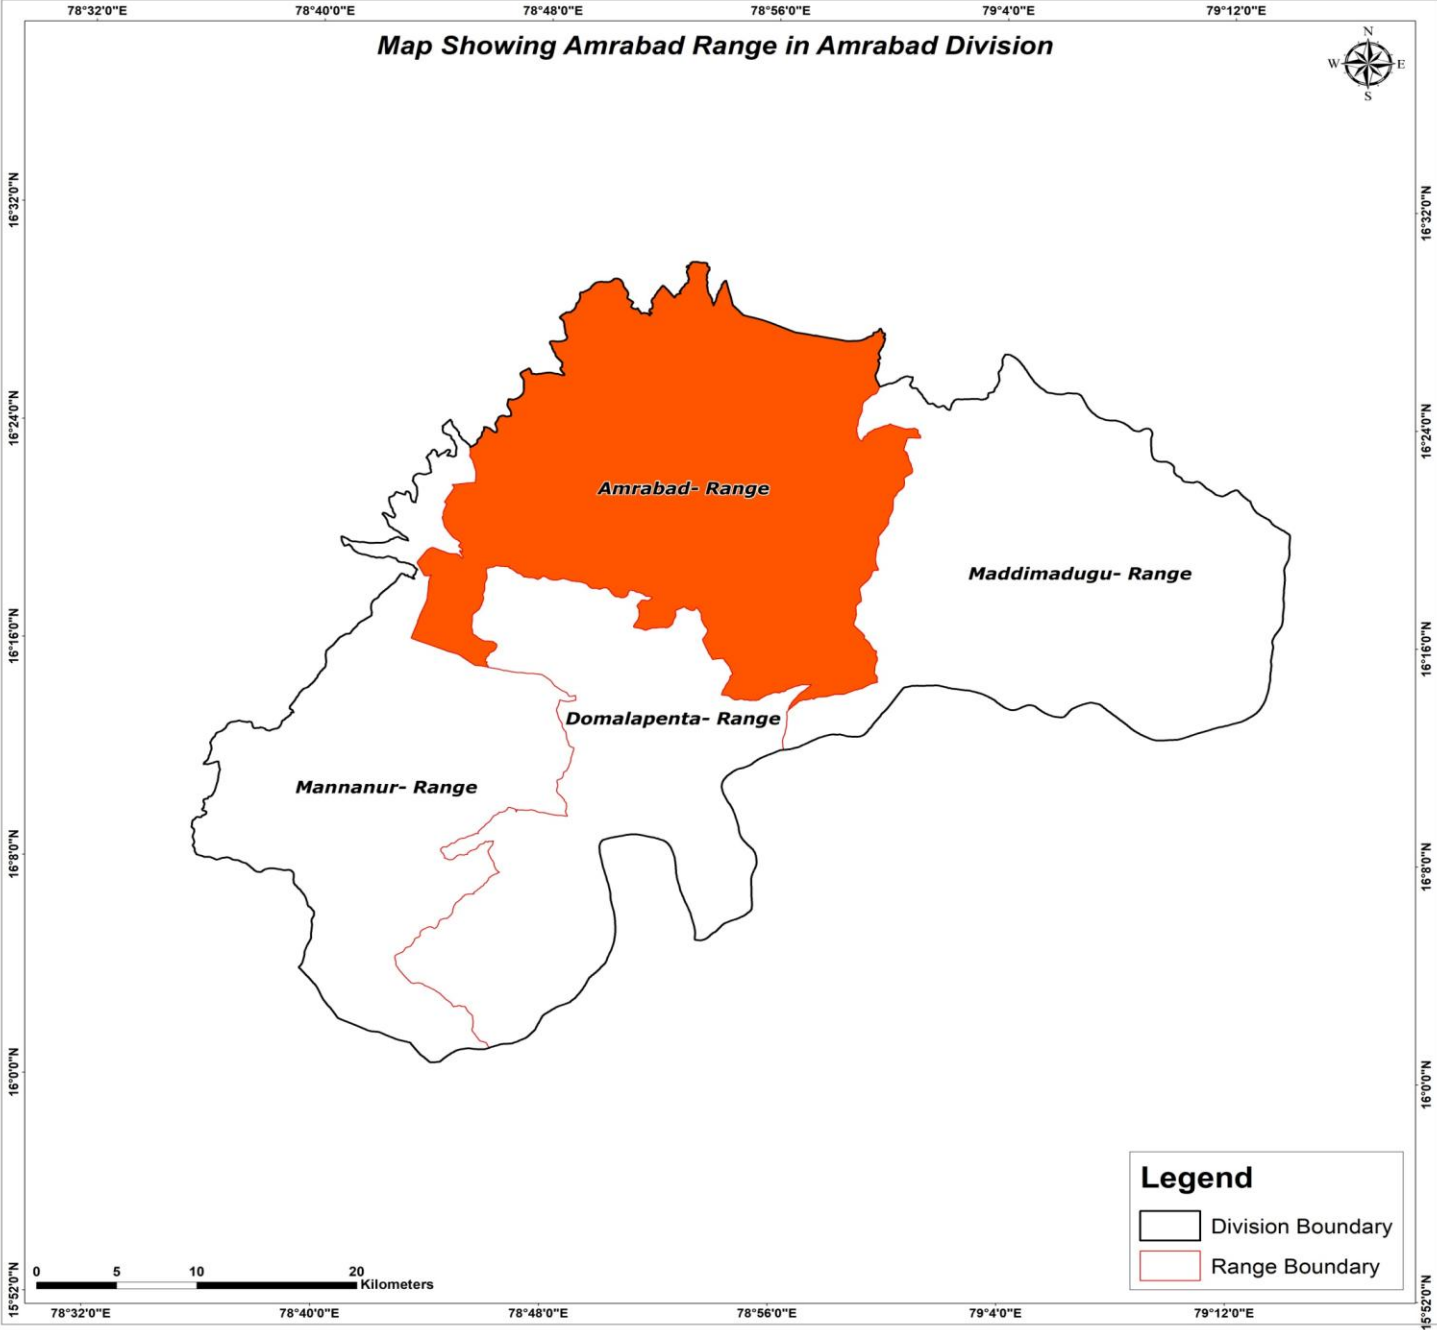 78°32'0"E 78°40'0"E 78°48'0"E 78°56'0"E 79°4'0"E 79°12'0"E
Map Showing Amrabad Range in Amrabad Division
N
W E
S
16°32'0"N 16°32'0"N
16°24'0"N 16°24'0"N
Amrabad- Range
Maddimadugu- Range
16°16'0"N 16°16'0"N
Domalapenta- Range
Mannanur- Range
16°8'0"N 16°8'0"N
16°0'0"N 16°0'0"N
Legend
Division Boundary
Range Boundary
0 5 10 20
Kilometers
15°52'0"N 15°52'0"N
78°32'0"E 78°40'0"E 78°48'0"E 78°56'0"E 79°4'0"E 79°12'0"E